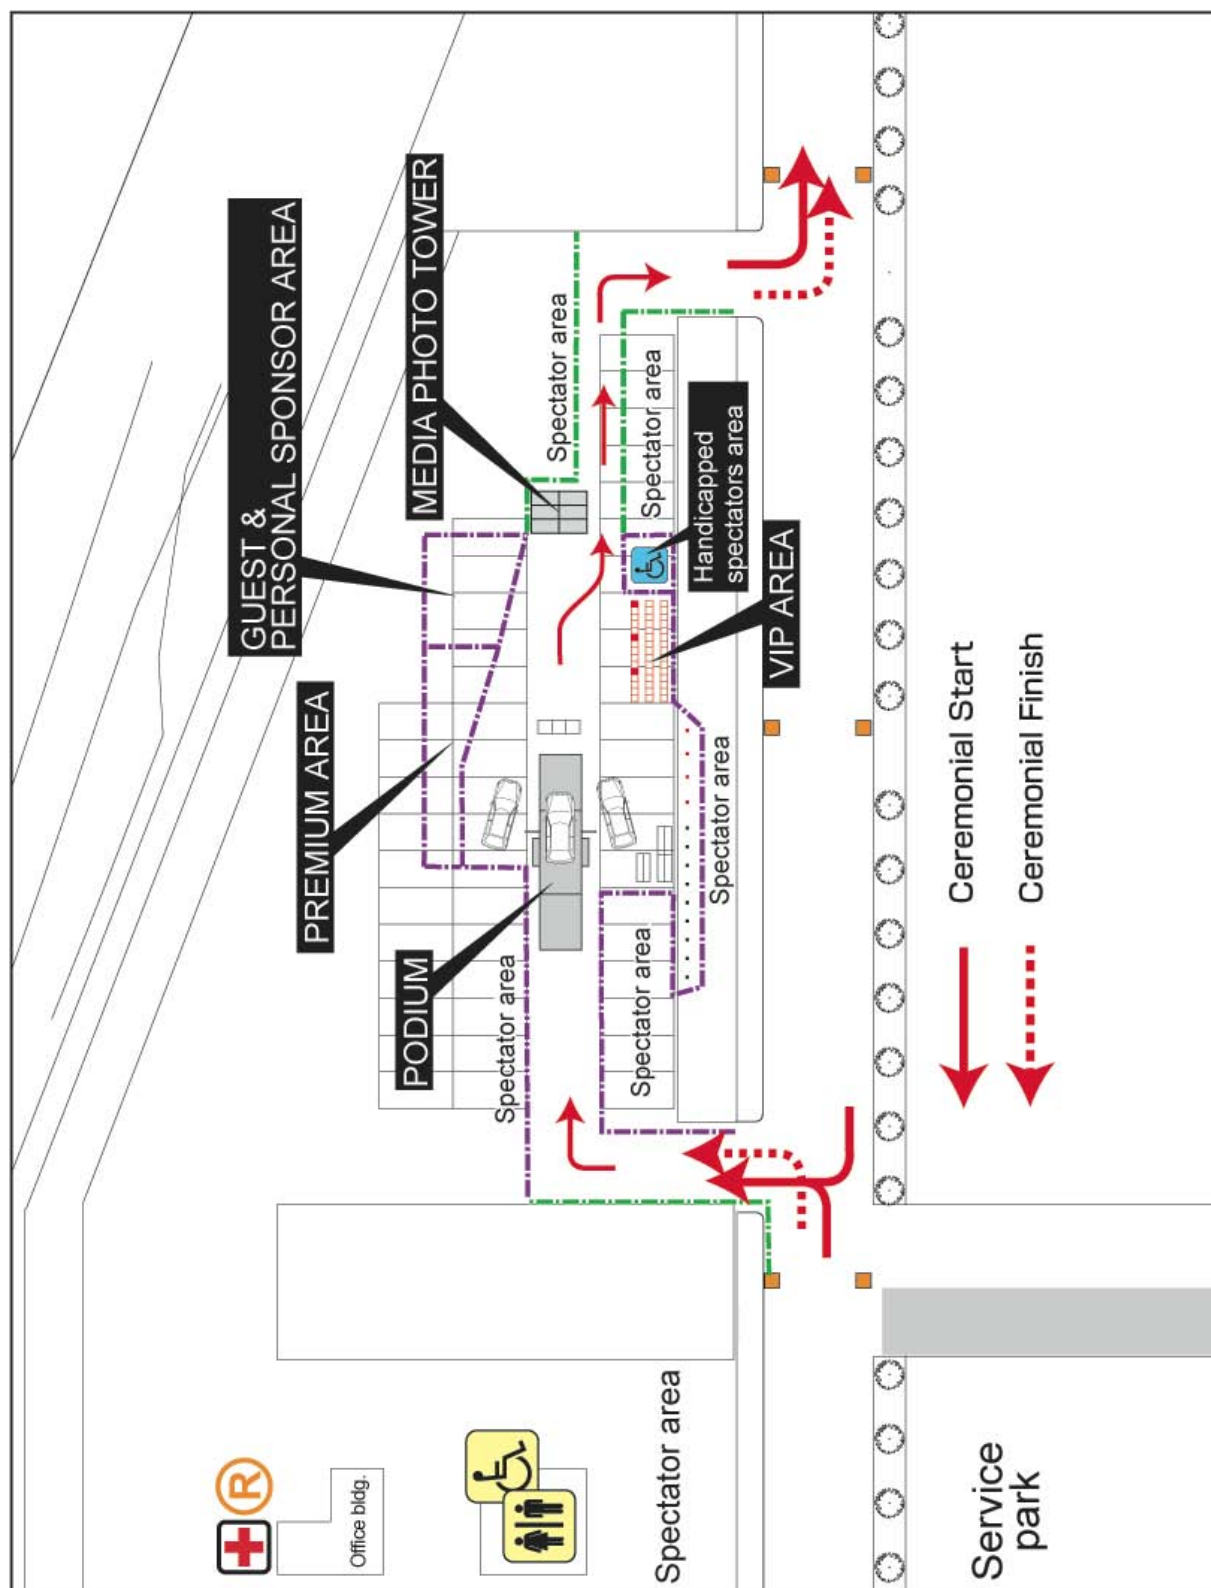 GUEST &
PERSONAL SPONSOR AREA
MEDIA PHOTO TOWER
PREMIUM AREA
PODIUM
Spectator area
Spectator area
Spectator area
Handicapped
spectators area
VIP AREA
Spectator area
Spectator area
Ceremonial Start
Ceremonial Finish
R
Office bldg.
Spectator area
Service
park